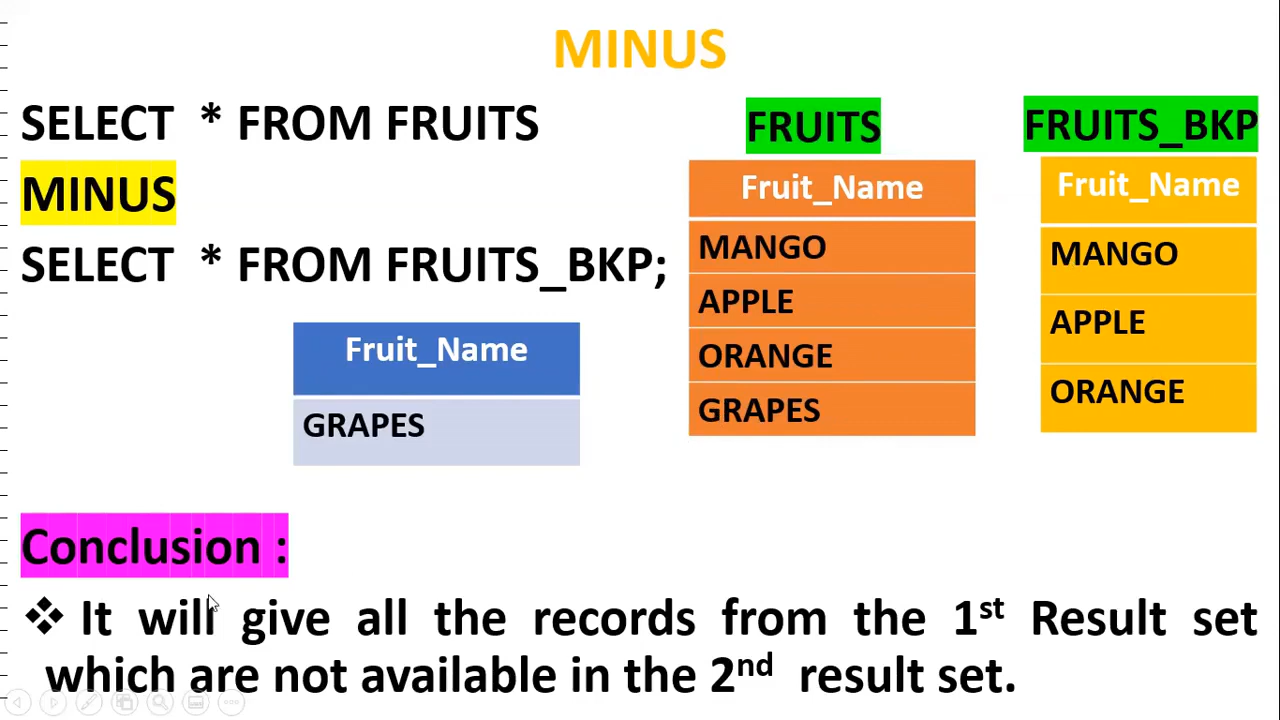 MINUS
SELECT * FROM FRUITS
MINUS
SELECT * FROM FRUITS_BKP;
Fruit_Name
GRAPES
FRUITS
Fruit_Name
MANGO
APPLE
ORANGE
GRAPES
FRUITS_BKP
Fruit_Name
MANGO
APPLE
ORANGE
Conclusion :
❖ It will give all the records from the 1st Result set
which are not available in the 2nd result set.